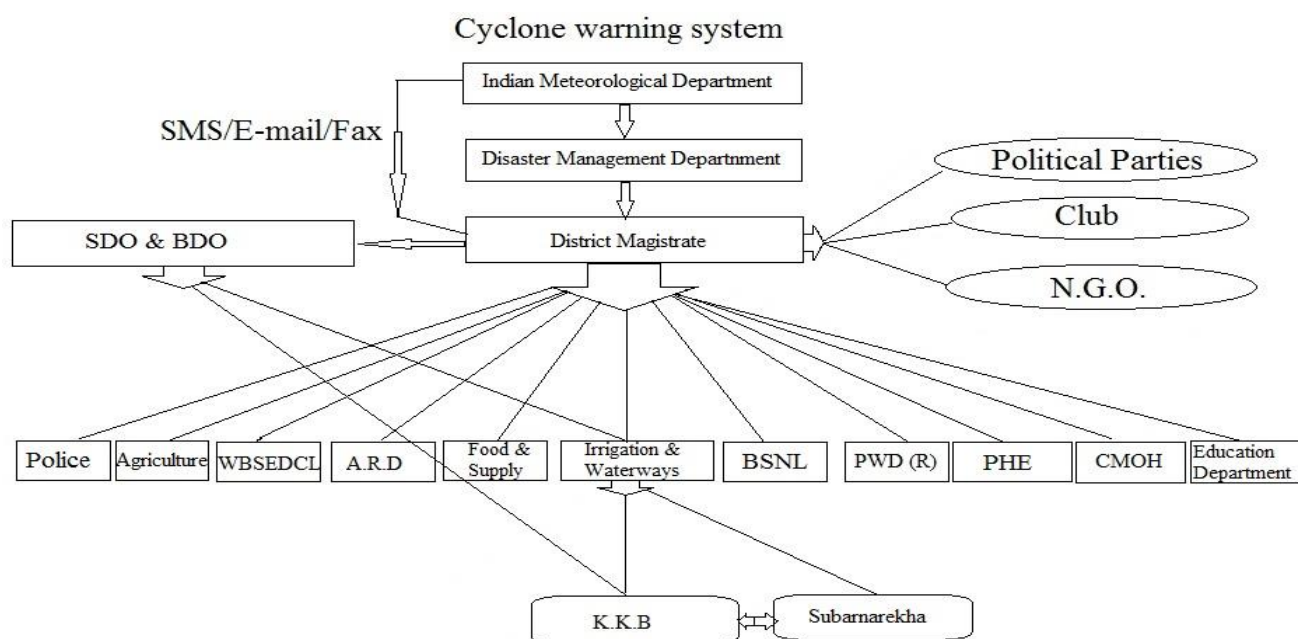 Cyclone warning system
Indian Meteorological Department
SMS/E-mail/Fax
Disaster Management Departnment
Political Parties
Club
SDO & BDO
District Magistrate
N.G.O.
Police
Agriculture
WBSEDCL
A.R.D
Food &
Supply
Irrigation &
Waterways
BSNL
PWD (R)
PHE
CMOH
Education
Department
K.K.B
Subarnarekha